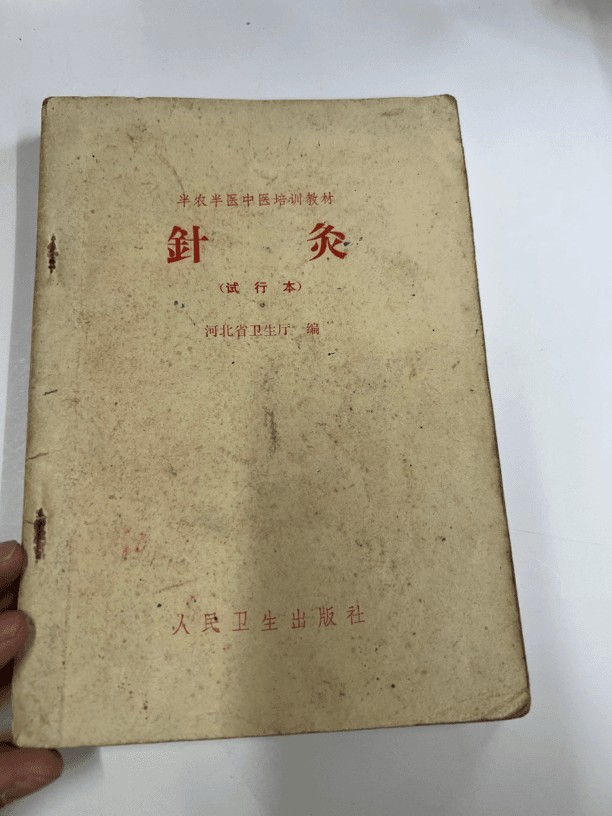 半农半医中医培训教材
針灸
(试行本)
河北省卫生厅 编
人民卫生出版社